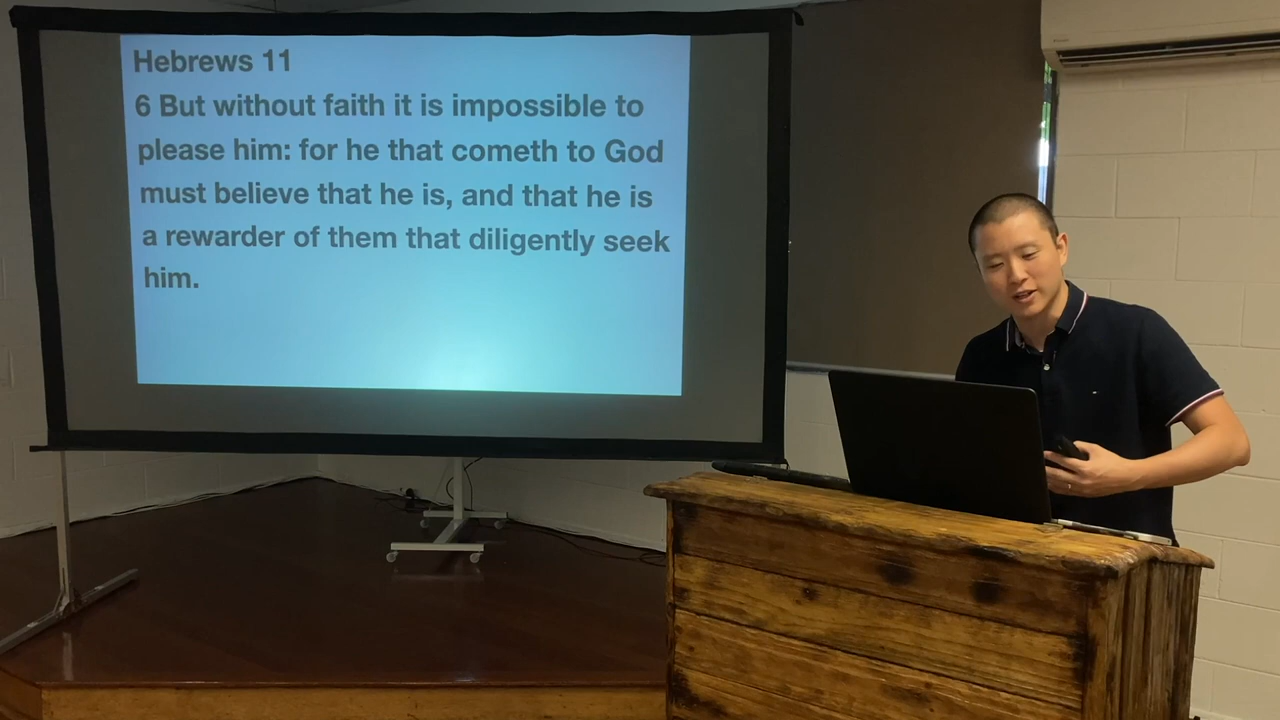 Hebrews 11
6 But without faith it is impossible to
please him: for he that cometh to God
must believe that he is, and that he is
a rewarder of them that diligently seek
him.